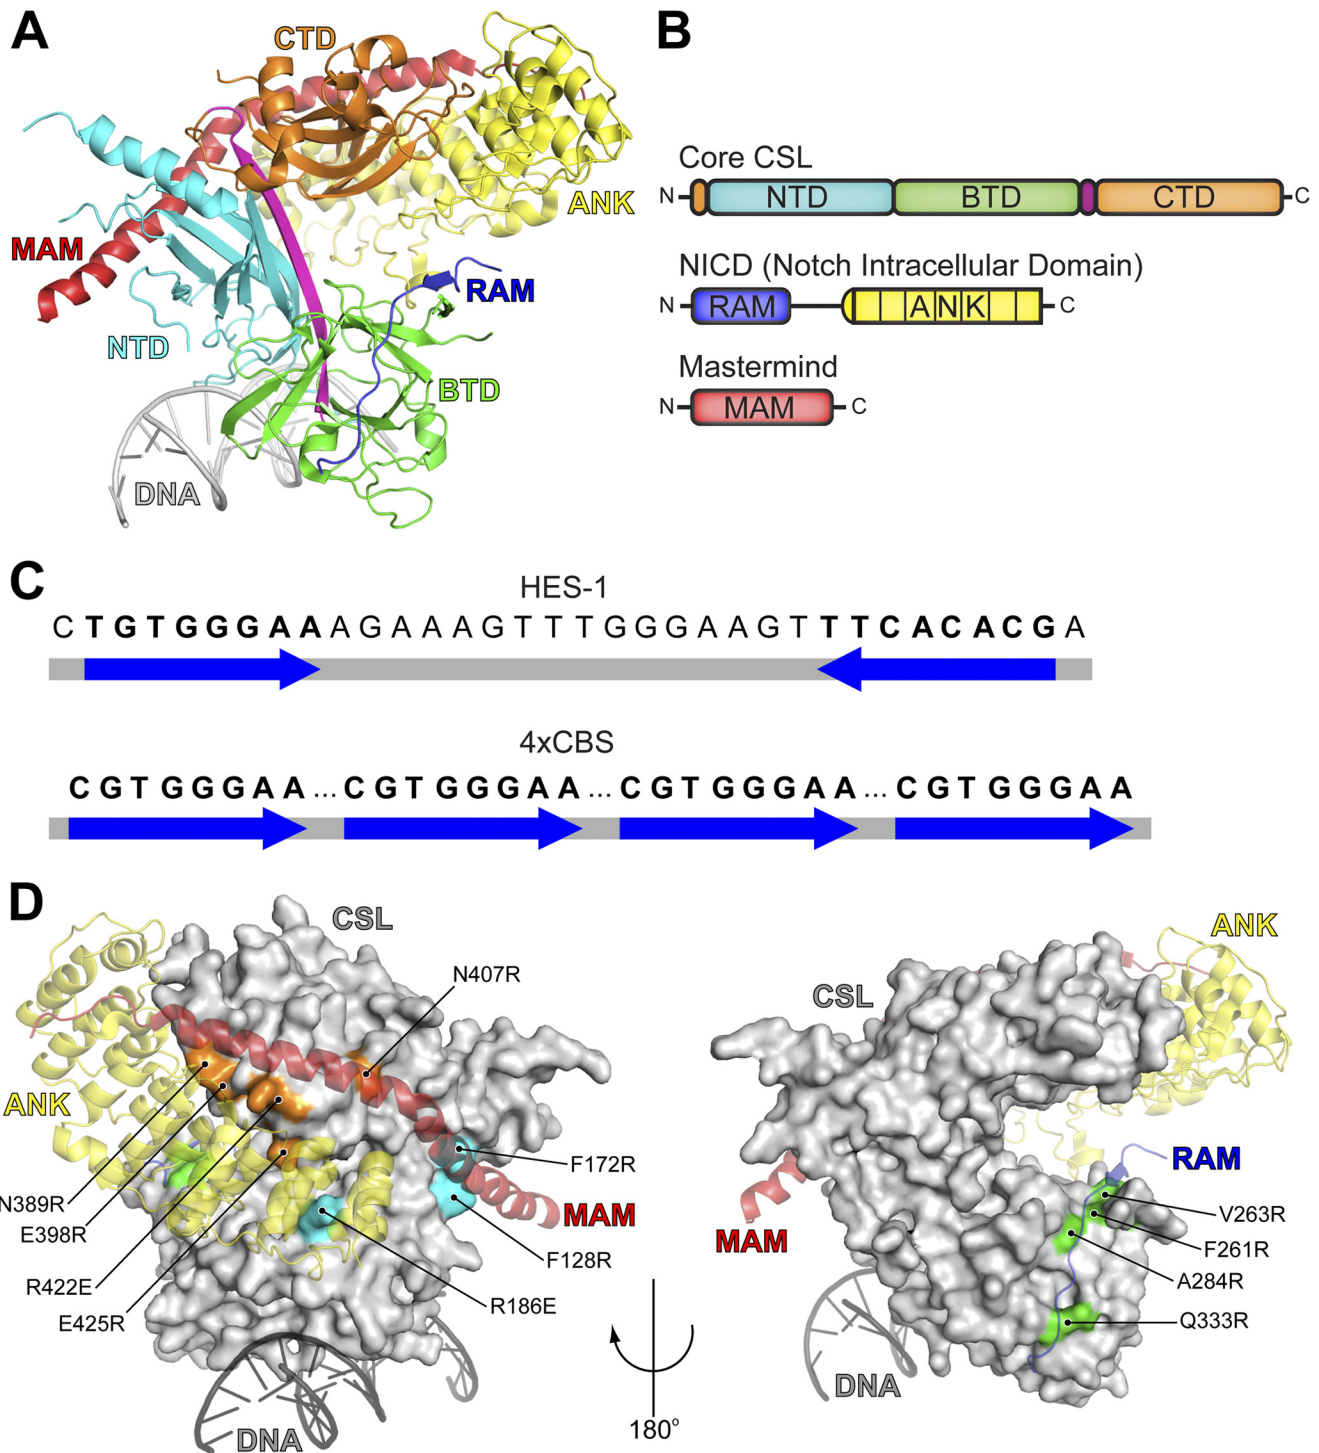 A
CTD
ANK
MAM
RAM
NTD
BTD
DNA
B
Core CSL
N NTD BTD CTD C
NICD (Notch Intracellular Domain)
N RAM ANK C
Mastermind
N MAM C
C
HES-1
CTGTGGGAAAGAAAGTTTGGGAAGTTTCACACGA
4xCBS
CGTGGGAA...CGTGGGAA...CGTGGGAA...CGTGGGAA
D
CSL
N407R
ANK
F172R
MAM
N389R
E398R
F128R
R422E
R186E
E425R
DNA
180°
ANK
CSL
RAM
V263R
MAM
F261R
A284R
Q333R
DNA